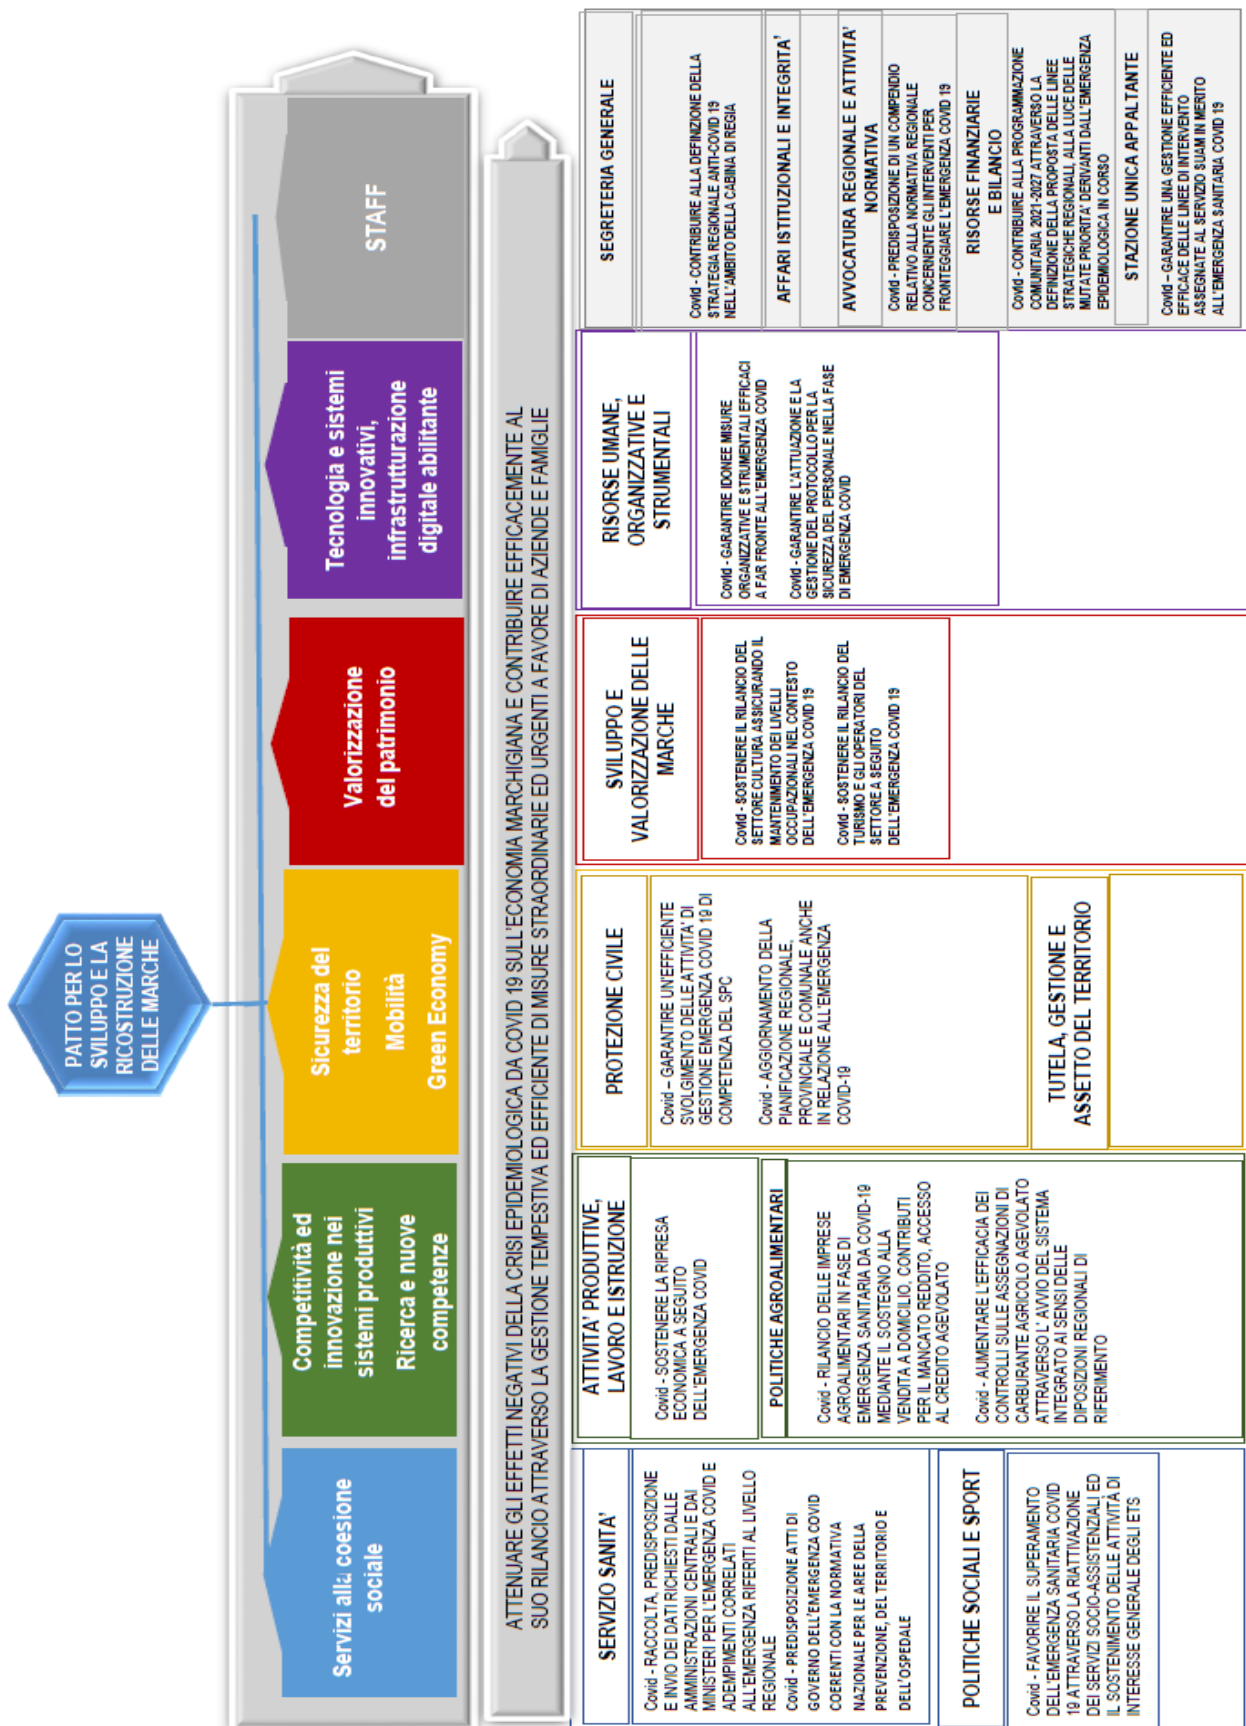 PATTO PER LO
SVILUPPO E LA
RICOSTRUZIONE
DELLE MARCHE
Servizi alla coesione
sociale
Competitività ed
innovazione nei
sistemi produttivi
Ricerca e nuove
competenze
Sicurezza del
territorio
Mobilità
Green Economy
Valorizzazione
del patrimonio
Tecnologia e sistemi
innovativi,
infrastrutturazione
digitale abilitante
STAFF
ATTENUARE GLI EFFETTI NEGATIVI DELLA CRISI EPIDEMIOLOGICA DA COVID 19 SULL'ECONOMIA MARCHIGIANA E CONTRIBUIRE EFFICACEMENTE AL
SUO RILANCIO ATTRAVERSO LA GESTIONE TEMPESTIVA ED EFFICIENTE DI MISURE STRAORDINARIE ED URGENTI A FAVORE DI AZIENDE E FAMIGLIE
SERVIZIO SANITA'
Covid - RACCOLTA, PREDISPOSIZIONE
E INVIO DEI DATI RICHIESTI DALLE
AMMINISTRAZIONI CENTRALI E DAI
MINISTERI PER L'EMERGENZA COVID E
ADEMPIMENTI CORRELATI
ALL'EMERGENZA RIFERITI AL LIVELLO
REGIONALE
Covid - PREDISPOSIZIONE ATTI DI
GOVERNO DELL'EMERGENZA COVID
COERENTI CON LA NORMATIVA
NAZIONALE PER LE AREE DELLA
PREVENZIONE, DEL TERRITORIO E
DELL'OSPEDALE
POLITICHE SOCIALI E SPORT
Covid - FAVORIRE IL SUPERAMENTO
DELL'EMERGENZA SANITARIA COVID
19 ATTRAVERSO LA RIATTIVAZIONE
DEI SERVIZI SOCIO-ASSISTENZIALI ED
IL SOSTENIMENTO DELLE ATTIVITÀ DI
INTERESSE GENERALE DEGLI ETS
ATTIVITA' PRODUTTIVE,
LAVORO E ISTRUZIONE
Covid - SOSTENERE LA RIPRESA
ECONOMICA A SEGUITO
DELL'EMERGENZA COVID
POLITICHE AGROALIMENTARI
Covid - RILANCIO DELLE IMPRESE
AGROALIMENTARI IN FASE DI
EMERGENZA SANITARIA DA COVID-19
MEDIANTE IL SOSTEGNO ALLA
VENDITA A DOMICILIO, CONTRIBUTI
PER IL MANCATO REDDITO, ACCESSO
AL CREDITO AGEVOLATO
Covid - AUMENTARE L'EFFICACIA DEI
CONTROLLI SULLE ASSEGNAZIONI DI
CARBURANTE AGRICOLO AGEVOLATO
ATTRAVERSO L' AVVIO DEL SISTEMA
INTEGRATO AI SENSI DELLE
DIPOSIZIONI REGIONALI DI
RIFERIMENTO
PROTEZIONE CIVILE
Covid – GARANTIRE UN'EFFICIENTE
SVOLGIMENTO DELLE ATTIVITA' DI
GESTIONE EMERGENZA COVID 19 DI
COMPETENZA DEL SPC
Covid - AGGIORNAMENTO DELLA
PIANIFICAZIONE REGIONALE,
PROVINCIALE E COMUNALE ANCHE
IN RELAZIONE ALL'EMERGENZA
COVID-19
TUTELA, GESTIONE E
ASSETTO DEL TERRITORIO
SVILUPPO E
VALORIZZAZIONE DELLE
MARCHE
Covid - SOSTENERE IL RILANCIO DEL
SETTORE CULTURA ASSICURANDO IL
MANTENIMENTO DEI LIVELLI
OCCUPAZIONALI NEL CONTESTO
DELL'EMERGENZA COVID 19
Covid - SOSTENERE IL RILANCIO DEL
TURISMO E GLI OPERATORI DEL
SETTORE A SEGUITO
DELL'EMERGENZA COVID 19
RISORSE UMANE,
ORGANIZZATIVE E
STRUMENTALI
Covid - GARANTIRE IDONEE MISURE
ORGANIZZATIVE E STRUMENTALI EFFICACI
A FAR FRONTE ALL'EMERGENZA COVID
Covid - GARANTIRE L'ATTUAZIONE E LA
GESTIONE DEL PROTOCOLLO PER LA
SICUREZZA DEL PERSONALE NELLA FASE
DI EMERGENZA COVID
SEGRETERIA GENERALE
Covid - CONTRIBUIRE ALLA DEFINIZIONE DELLA
STRATEGIA REGIONALE ANTI-COVID 19
NELL'AMBITO DELLA CABINA DI REGIA
AFFARI ISTITUZIONALI E INTEGRITA'
AVVOCATURA REGIONALE E ATTIVITA'
NORMATIVA
Covid - PREDISPOSIZIONE DI UN COMPENDIO
RELATIVO ALLA NORMATIVA REGIONALE
CONCERNENTE GLI INTERVENTI PER
FRONTEGGIARE L'EMERGENZA COVID 19
RISORSE FINANZIARIE
E BILANCIO
Covid - CONTRIBUIRE ALLA PROGRAMMAZIONE
COMUNITARIA 2021-2027 ATTRAVERSO LA
DEFINIZIONE DELLA PROPOSTA DELLE LINEE
STRATEGICHE REGIONALI, ALLA LUCE DELLE
MUTATE PRIORITA' DERIVANTI DALL'EMERGENZA
EPIDEMIOLOGICA IN CORSO
STAZIONE UNICA APPALTANTE
Covid – GARANTIRE UNA GESTIONE EFFICIENTE ED
EFFICACE DELLE LINEE DI INTERVENTO
ASSEGNATE AL SERVIZIO SUAM IN MERITO
ALL'EMERGENZA SANITARIA COVID 19